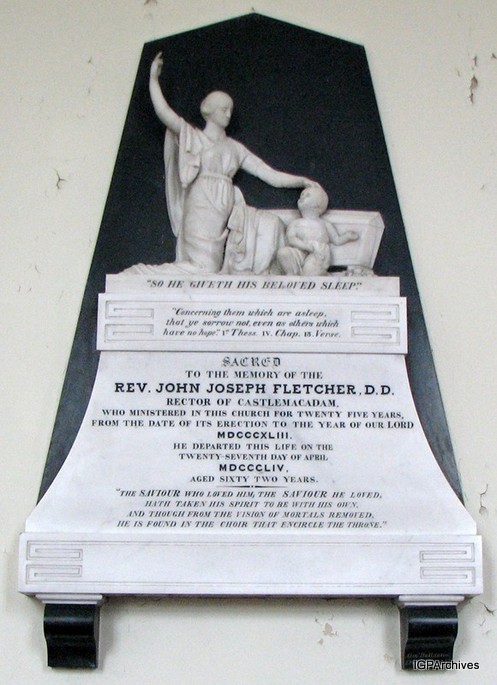 "SO HE GIVETH HIS BELOVED SLEEP."
"Concerning them which are asleep,
that ye sorrow not, even as others which
have no hope." 1st Thess. IV. Chap. 13. Verse.
SACRED
TO THE MEMORY OF THE
REV. JOHN JOSEPH FLETCHER, D.D.
RECTOR OF CASTLEMACADAM,
WHO MINISTERED IN THIS CHURCH FOR TWENTY FIVE YEARS,
FROM THE DATE OF ITS ERECTION TO THE YEAR OF OUR LORD
MDCCCXLIII.
HE DEPARTED THIS LIFE ON THE
TWENTY-SEVENTH DAY OF APRIL
MDCCCLIV,
AGED SIXTY TWO YEARS.
"THE SAVIOUR WHO LOVED HIM, THE SAVIOUR HE LOVED,
HATH TAKEN HIS SPIRIT TO BE WITH HIS OWN,
AND THOUGH FROM THE VISION OF MORTALS REMOVED,
HE IS FOUND IN THE CHOIR THAT ENCIRCLE THE THRONE."
IGPArchives